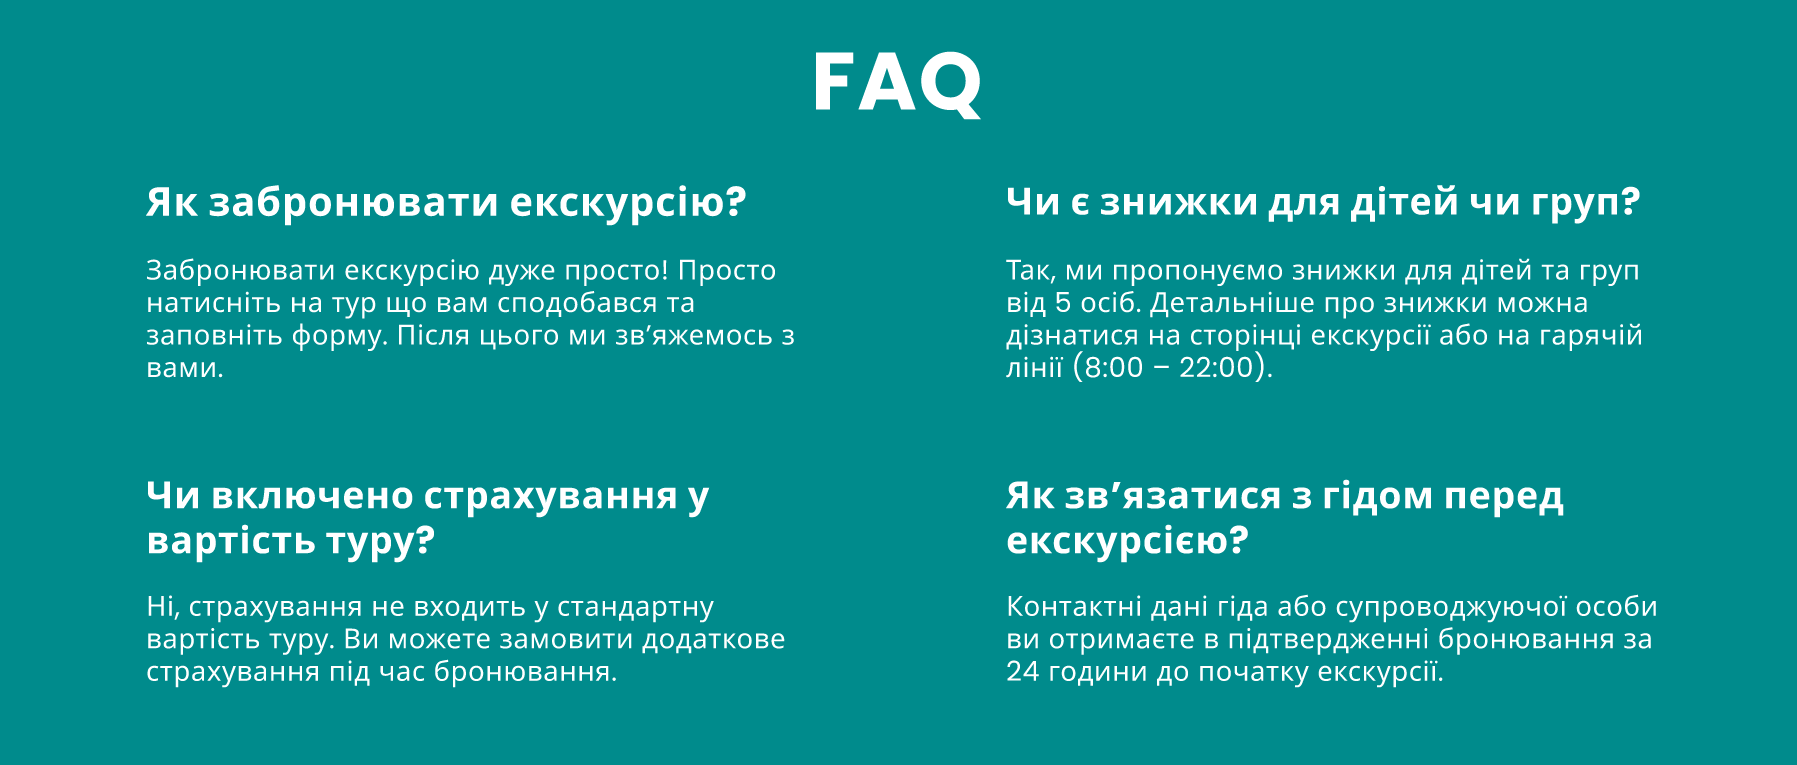 FAQ
Як забронювати екскурсію?
Забронювати екскурсію дуже просто! Просто
натисніть на тур що вам сподобався та
заповніть форму. Після цього ми зв’яжемось з
вами.
Чи є знижки для дітей чи груп?
Так, ми пропонуємо знижки для дітей та груп
від 5 осіб. Детальніше про знижки можна
дізнатися на сторінці екскурсії або на гарячій
лінії (8:00 – 22:00).
Чи включено страхування у
вартість туру?
Ні, страхування не входить у стандартну
вартість туру. Ви можете замовити додаткове
страхування під час бронювання.
Як зв’язатися з гідом перед
екскурсією?
Контактні дані гіда або супроводжуючої особи
ви отримаєте в підтвердженні бронювання за
24 години до початку екскурсії.